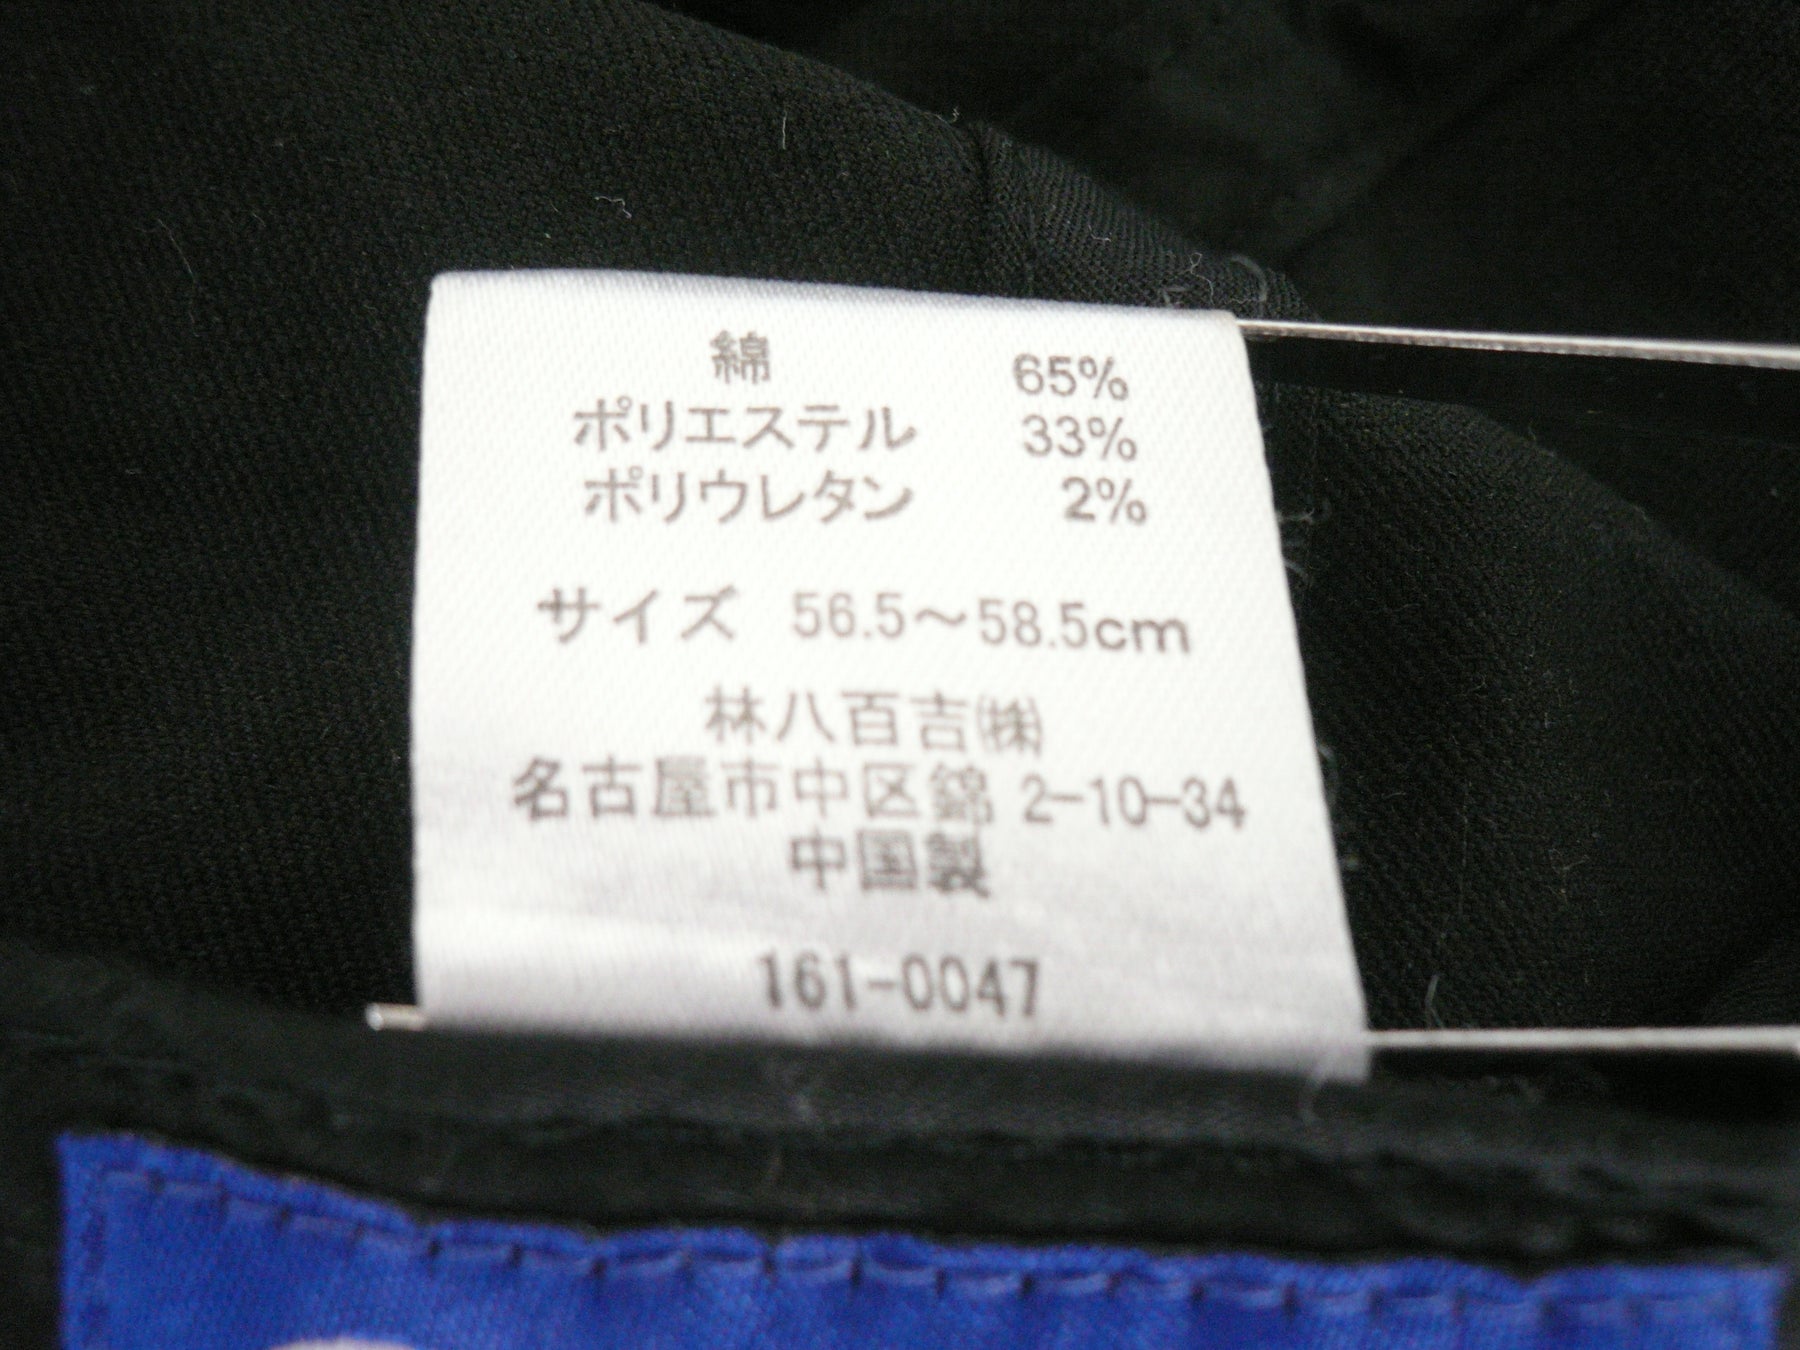 綿 65%
ポリエステル 33%
ポリウレタン 2%
サイズ 56.5～58.5cm
林八百吉㈱
名古屋市中区錦 2-10-34
中国製
161-0047